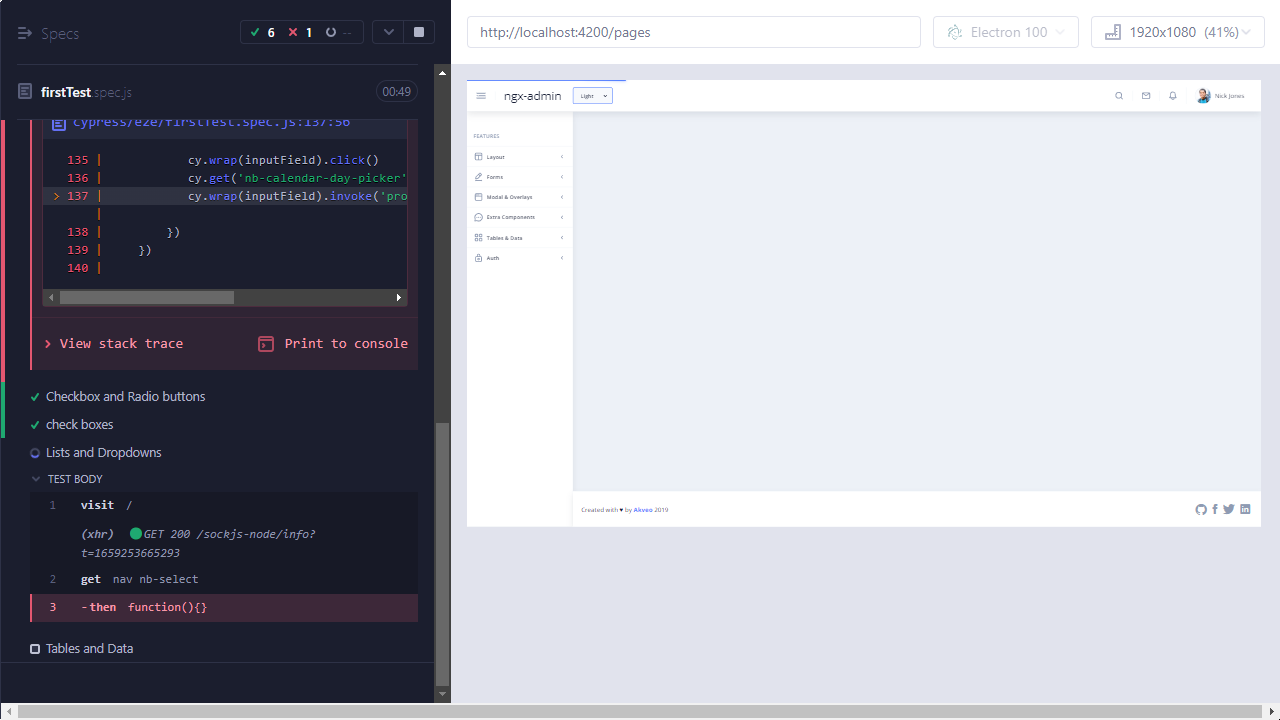 Specs
6
1
--
firstTest.spec.js
00:49
cypress/e2e/firstTest.spec.js:137:56
135 | cy.wrap(inputField).click()
136 | cy.get('nb-calendar-day-picker'
> 137 | cy.wrap(inputField).invoke('pro
|
138 | })
139 | })
140 |
View stack trace
Print to console
Checkbox and Radio buttons
check boxes
Lists and Dropdowns
TEST BODY
1 visit /
(xhr) GET 200 /sockjs-node/info?
t=1659253665293
2 get nav nb-select
3 -then function(){}
Tables and Data
http://localhost:4200/pages
Electron 100
1920x1080 (41%)
ngx-admin
Light
Nick Jones
FEATURES
Layout
Forms
Modal & Overlays
Extra Components
Tables & Data
Auth
Created with ♥ by Akveo 2019